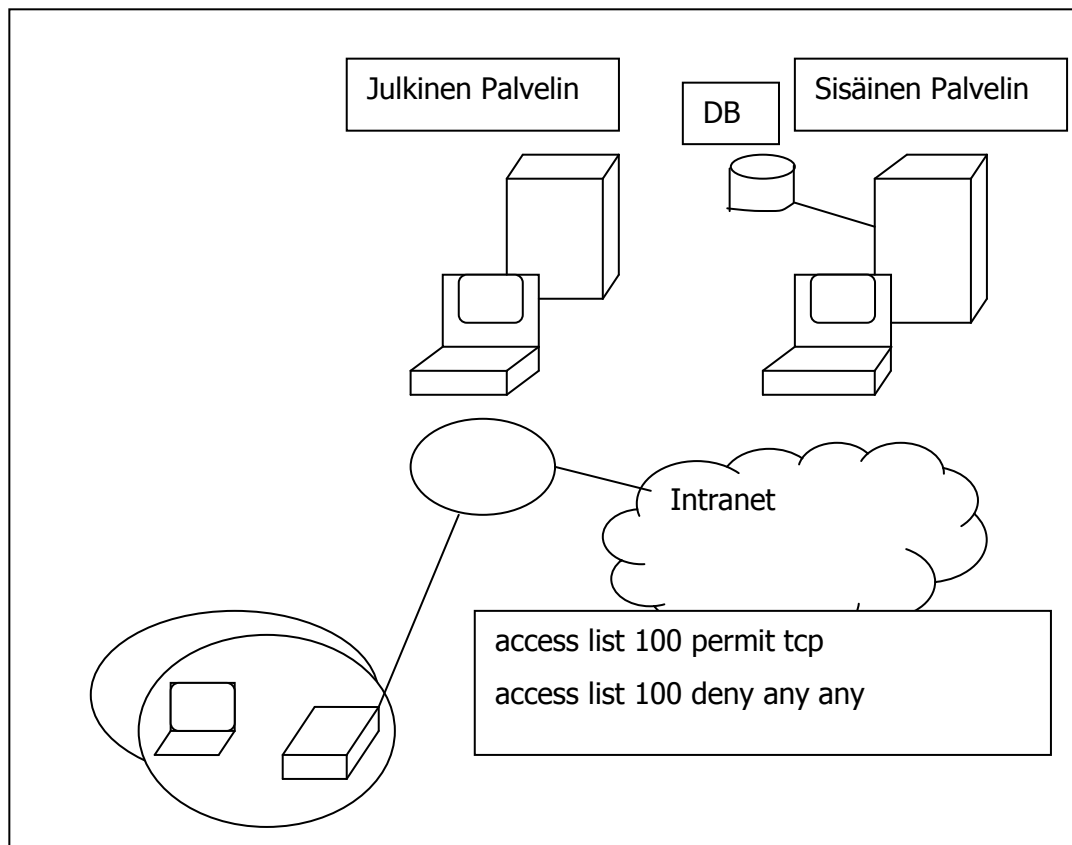 Julkinen Palvelin
DB
Sisäinen Palvelin
Intranet
access list 100 permit tcp
access list 100 deny any any